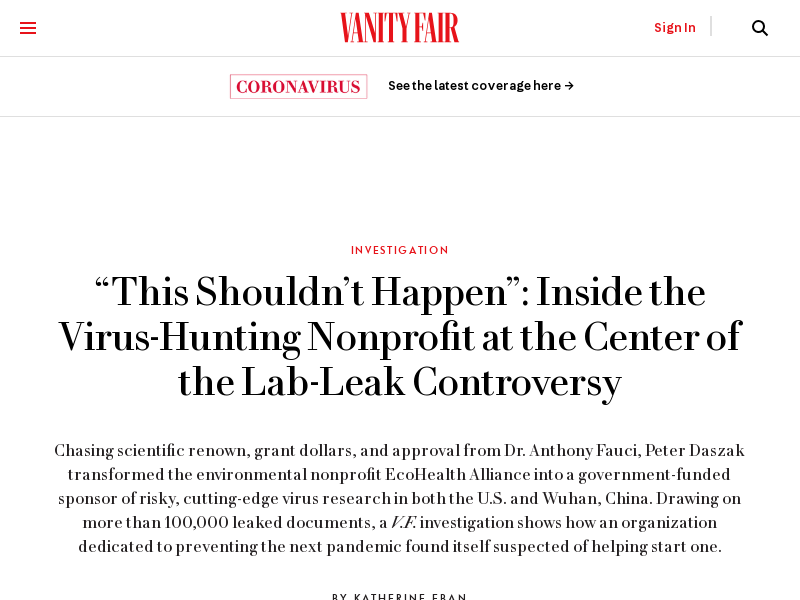 VANITY FAIR
Sign In
CORONAVIRUS
See the latest coverage here →
INVESTIGATION
“This Shouldn’t Happen”: Inside the
Virus-Hunting Nonprofit at the Center of
the Lab-Leak Controversy
Chasing scientific renown, grant dollars, and approval from Dr. Anthony Fauci, Peter Daszak
transformed the environmental nonprofit EcoHealth Alliance into a government-funded
sponsor of risky, cutting-edge virus research in both the U.S. and Wuhan, China. Drawing on
more than 100,000 leaked documents, a V.F. investigation shows how an organization
dedicated to preventing the next pandemic found itself suspected of helping start one.
BY KATHERINE EBAN